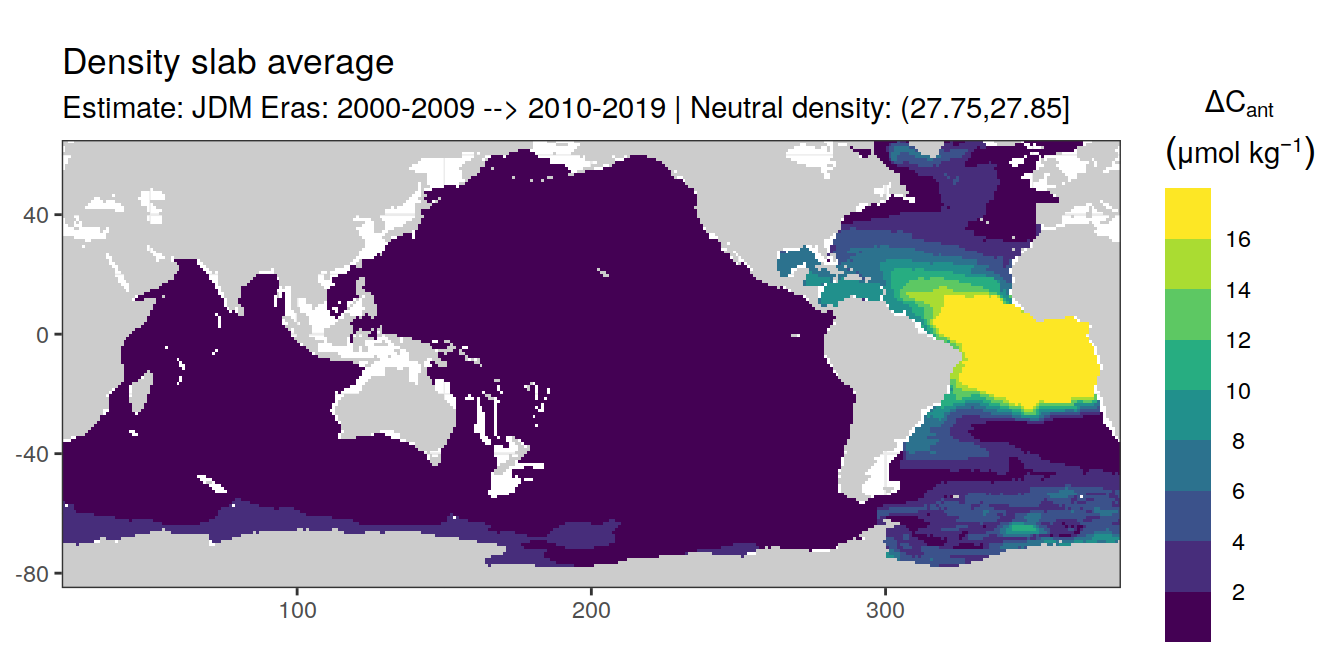 Density slab average
Estimate: JDM Eras: 2000-2009 --> 2010-2019 | Neutral density: (27.75,27.85]
ΔCant
(μmol kg−1)
16
14
12
10
8
6
4
2
40
0
-40
-80
100 200 300